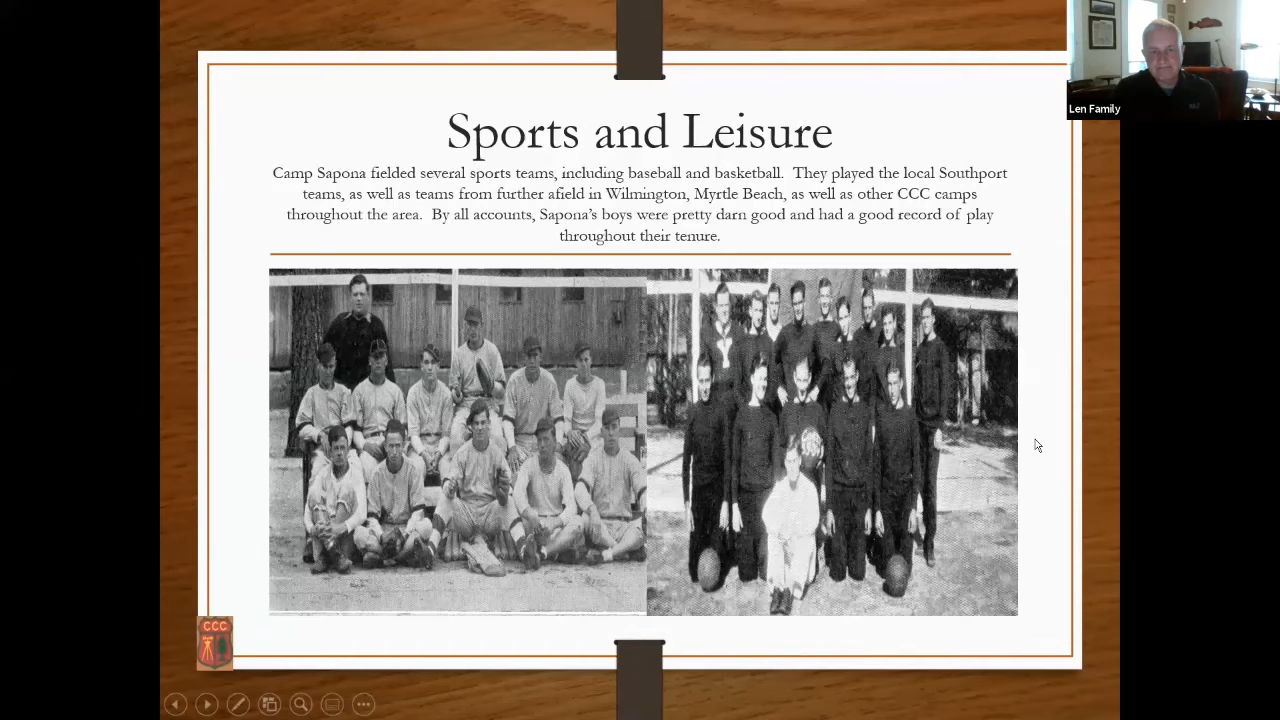 Len Family
Sports and Leisure
Camp Sapona fielded several sports teams, including baseball and basketball. They played the local Southport
teams, as well as teams from further afield in Wilmington, Myrtle Beach, as well as other CCC camps
throughout the area. By all accounts, Sapona's boys were pretty darn good and had a good record of play
throughout their tenure.
CCC